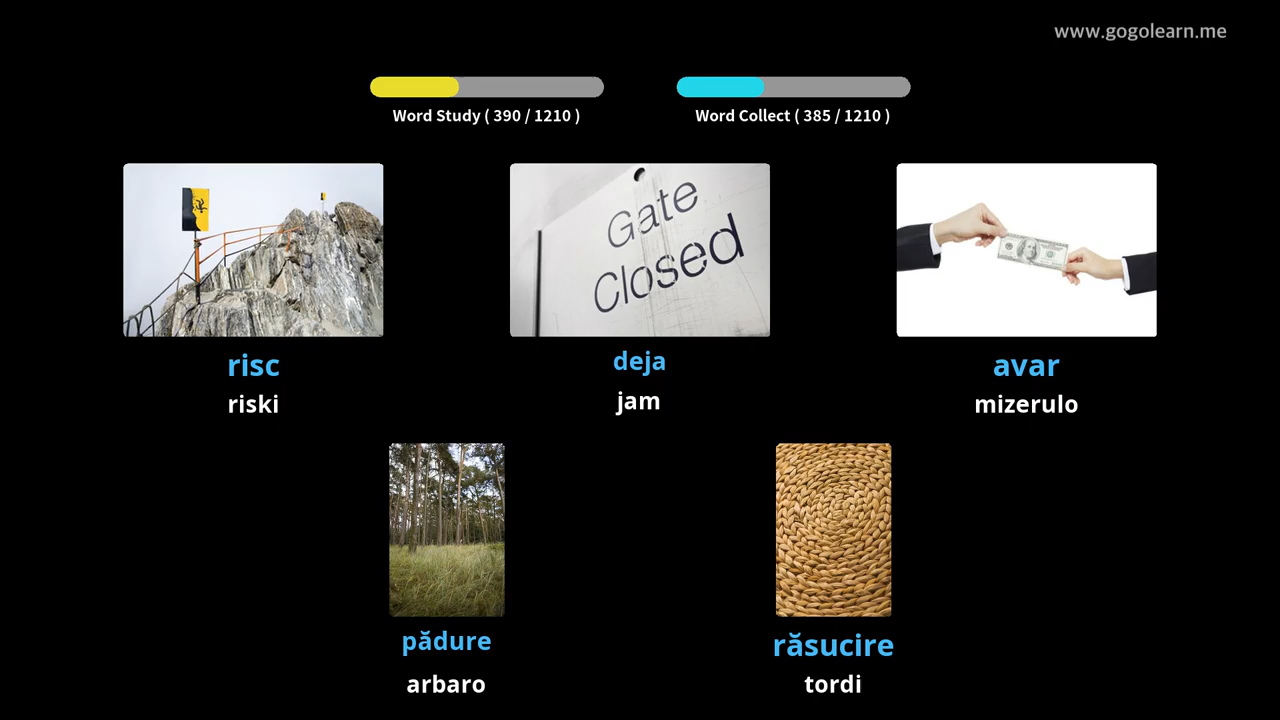 www.gogolearn.me
Word Study ( 390 / 1210 )
Word Collect ( 385 / 1210 )
Gate
Closed
risc
riski
deja
jam
avar
mizerulo
pădure
arbaro
răsucire
tordi